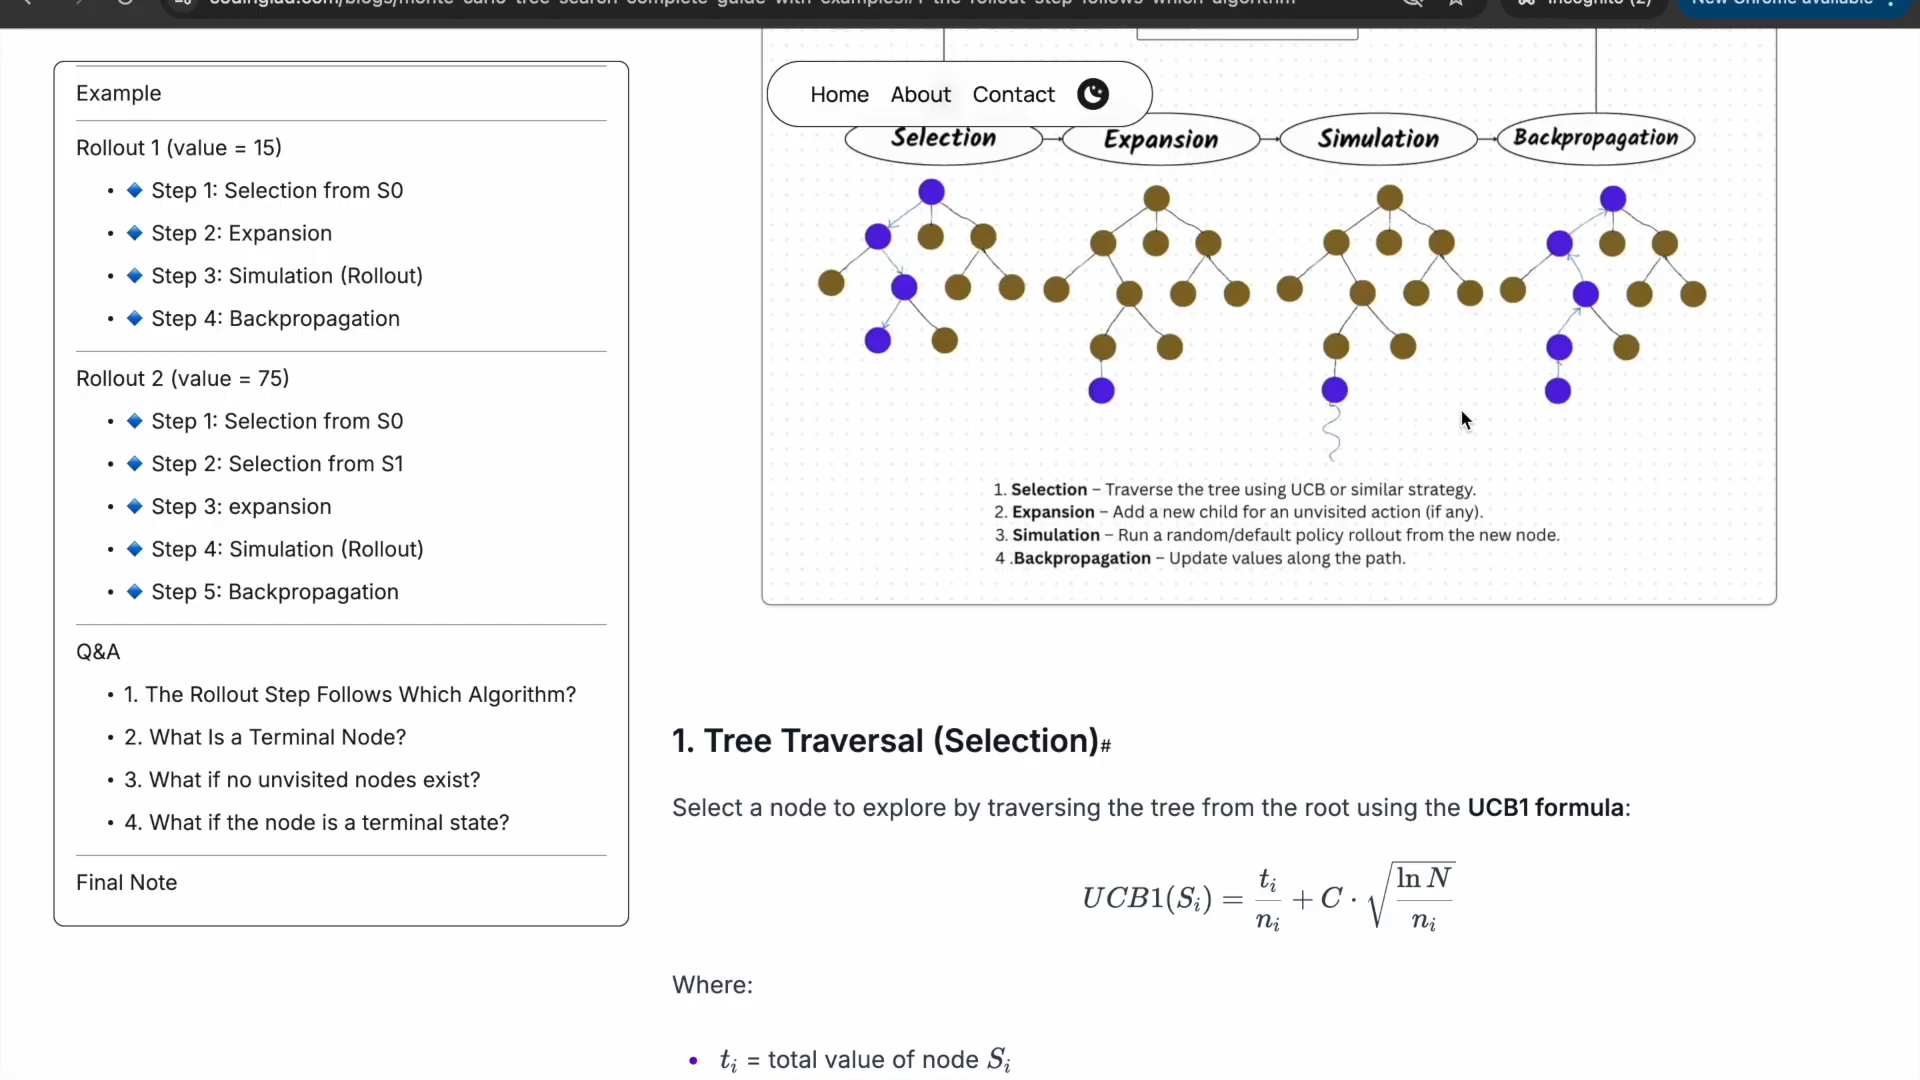 Home About Contact
Example
Rollout 1 (value = 15)
• 🔹 Step 1: Selection from S0
• 🔹 Step 2: Expansion
• 🔹 Step 3: Simulation (Rollout)
• 🔹 Step 4: Backpropagation
Rollout 2 (value = 75)
• 🔹 Step 1: Selection from S0
• 🔹 Step 2: Selection from S1
• 🔹 Step 3: expansion
• 🔹 Step 4: Simulation (Rollout)
• 🔹 Step 5: Backpropagation
Q&A
• 1. The Rollout Step Follows Which Algorithm?
• 2. What Is a Terminal Node?
• 3. What if no unvisited nodes exist?
• 4. What if the node is a terminal state?
Final Note
Selection Expansion Simulation Backpropagation
1. Selection – Traverse the tree using UCB or similar strategy.
2. Expansion – Add a new child for an unvisited action (if any).
3. Simulation – Run a random/default policy rollout from the new node.
4 .Backpropagation – Update values along the path.
1. Tree Traversal (Selection)#
Select a node to explore by traversing the tree from the root using the UCB1 formula:
UCB1(Sᵢ) = tᵢ/nᵢ + C · √(ln N/nᵢ)
Where:
• tᵢ = total value of node Sᵢ